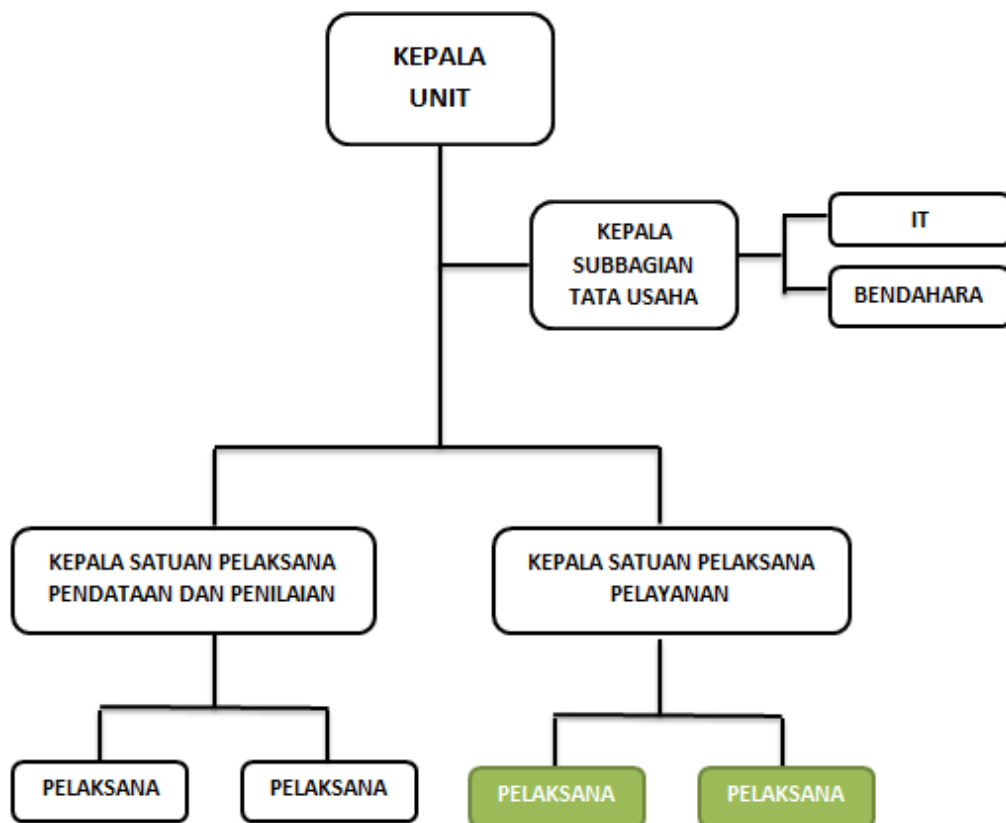 KEPALA
UNIT
KEPALA
SUBBAGIAN
TATA USAHA
IT
BENDAHARA
KEPALA SATUAN PELAKSANA
PENDATAAN DAN PENILAIAN
KEPALA SATUAN PELAKSANA
PELAYANAN
PELAKSANA
PELAKSANA
PELAKSANA
PELAKSANA